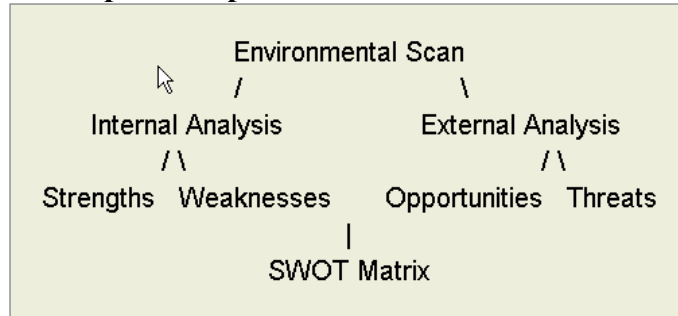 Environmental Scan
/ \
Internal Analysis External Analysis
/ \ / \
Strengths Weaknesses Opportunities Threats
|
SWOT Matrix